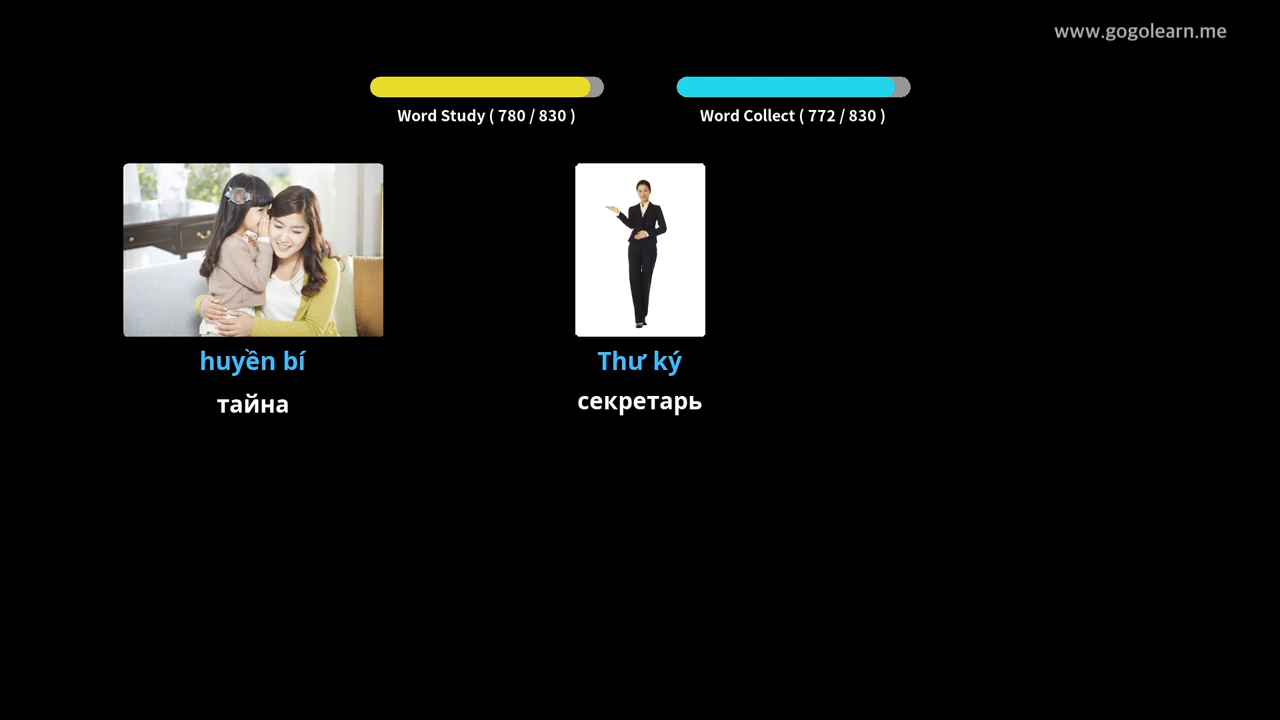 www.gogolearn.me
Word Study ( 780 / 830 )
Word Collect ( 772 / 830 )
huyền bí
Thư ký
тайна
секретарь